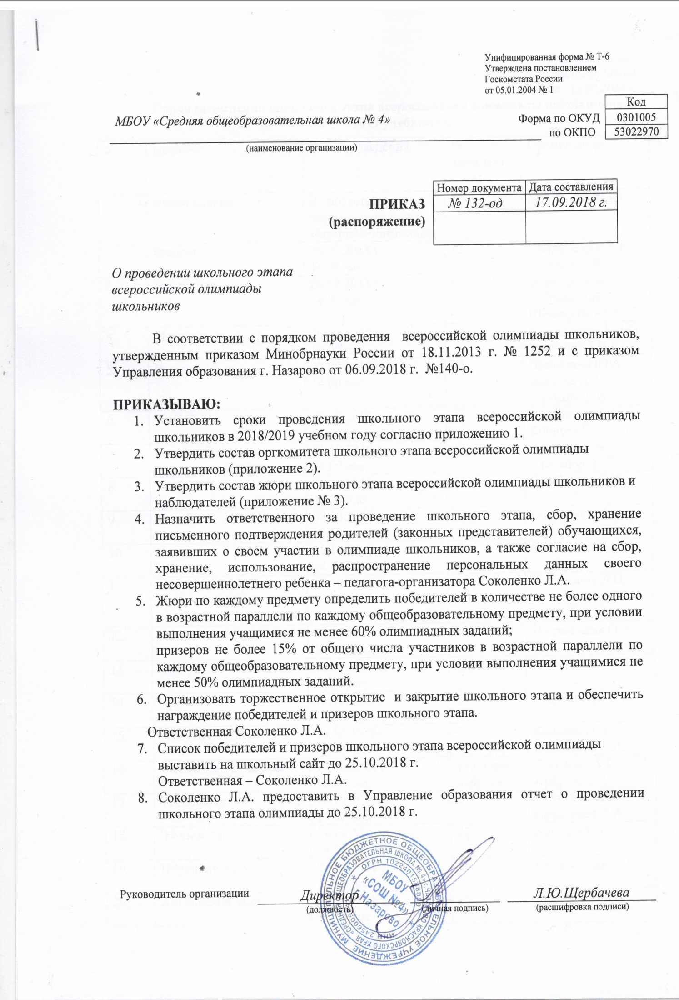 Унифицированная форма № Т-6
Утверждена постановлением
Госкомстата России
от 05.01.2004 № 1
Код
Форма по ОКУД 0301005
по ОКПО 53022970
МБОУ «Средняя общеобразовательная школа № 4»
(наименование организации)
Номер документа Дата составления
ПРИКАЗ № 132-од 17.09.2018 г.
(распоряжение)
О проведении школьного этапа
всероссийской олимпиады
школьников
В соответствии с порядком проведения всероссийской олимпиады школьников,
утвержденным приказом Минобрнауки России от 18.11.2013 г. № 1252 и с приказом
Управления образования г. Назарово от 06.09.2018 г. №140-о.
ПРИКАЗЫВАЮ:
1. Установить сроки проведения школьного этапа всероссийской олимпиады
школьников в 2018/2019 учебном году согласно приложению 1.
2. Утвердить состав оргкомитета школьного этапа всероссийской олимпиады
школьников (приложение 2).
3. Утвердить состав жюри школьного этапа всероссийской олимпиады школьников и
наблюдателей (приложение № 3).
4. Назначить ответственного за проведение школьного этапа, сбор, хранение
письменного подтверждения родителей (законных представителей) обучающихся,
заявивших о своем участии в олимпиаде школьников, а также согласие на сбор,
хранение, использование, распространение персональных данных своего
несовершеннолетнего ребенка – педагога-организатора Соколенко Л.А.
5. Жюри по каждому предмету определить победителей в количестве не более одного
в возрастной параллели по каждому общеобразовательному предмету, при условии
выполнения учащимися не менее 60% олимпиадных заданий;
призеров не более 15% от общего числа участников в возрастной параллели по
каждому общеобразовательному предмету, при условии выполнения учащимися не
менее 50% олимпиадных заданий.
6. Организовать торжественное открытие и закрытие школьного этапа и обеспечить
награждение победителей и призеров школьного этапа.
Ответственная Соколенко Л.А.
7. Список победителей и призеров школьного этапа всероссийской олимпиады
выставить на школьный сайт до 25.10.2018 г.
Ответственная – Соколенко Л.А.
8. Соколенко Л.А. предоставить в Управление образования отчет о проведении
школьного этапа олимпиады до 25.10.2018 г.
Руководитель организации Директор Л.Ю.Щербачева
(должность) (личная подпись) (расшифровка подписи)
МУНИЦИПАЛЬНОЕ БЮДЖЕТНОЕ ОБЩЕОБРАЗОВАТЕЛЬНОЕ УЧРЕЖДЕНИЕ
«СРЕДНЯЯ ОБЩЕОБРАЗОВАТЕЛЬНАЯ ШКОЛА № 4» г.НАЗАРОВО КРАСНОЯРСКОГО КРАЯ
ОГРН
ИНН
МБОУ
«СОШ №4»
г.Назарово